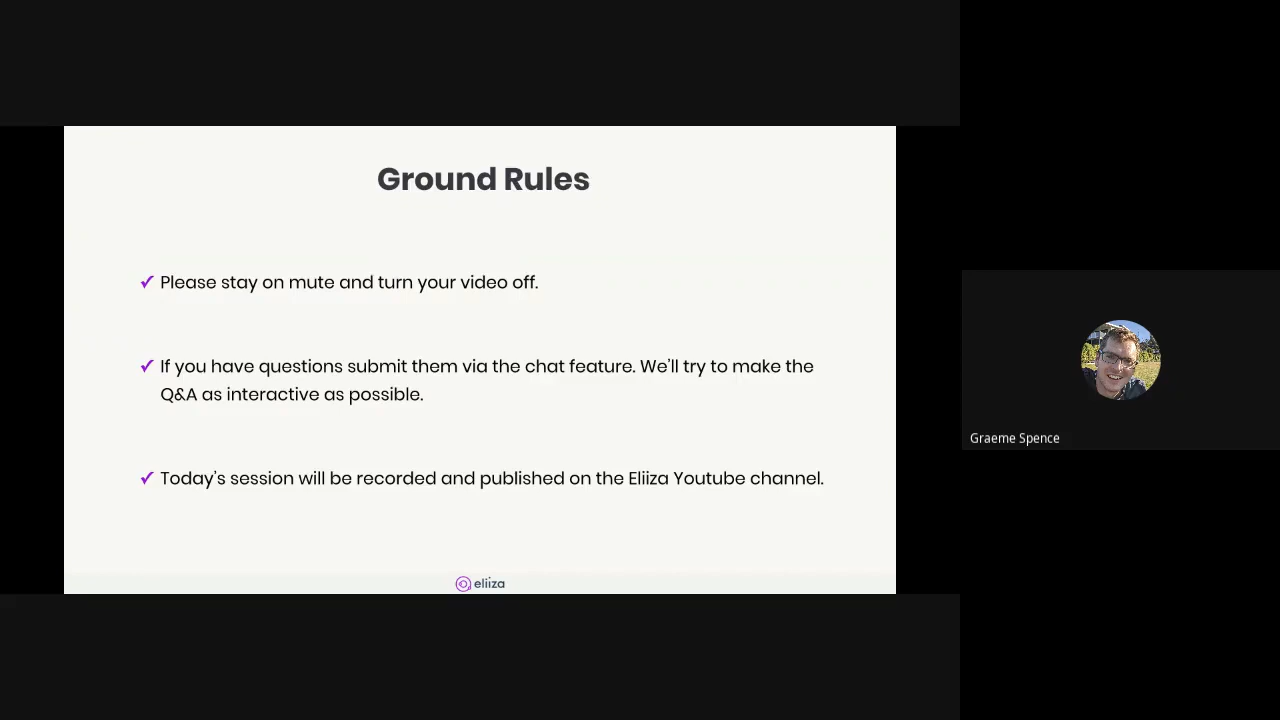 Ground Rules
✓ Please stay on mute and turn your video off.
✓ If you have questions submit them via the chat feature. We'll try to make the
Q&A as interactive as possible.
✓ Today's session will be recorded and published on the Eliiza Youtube channel.
eliiza
Graeme Spence